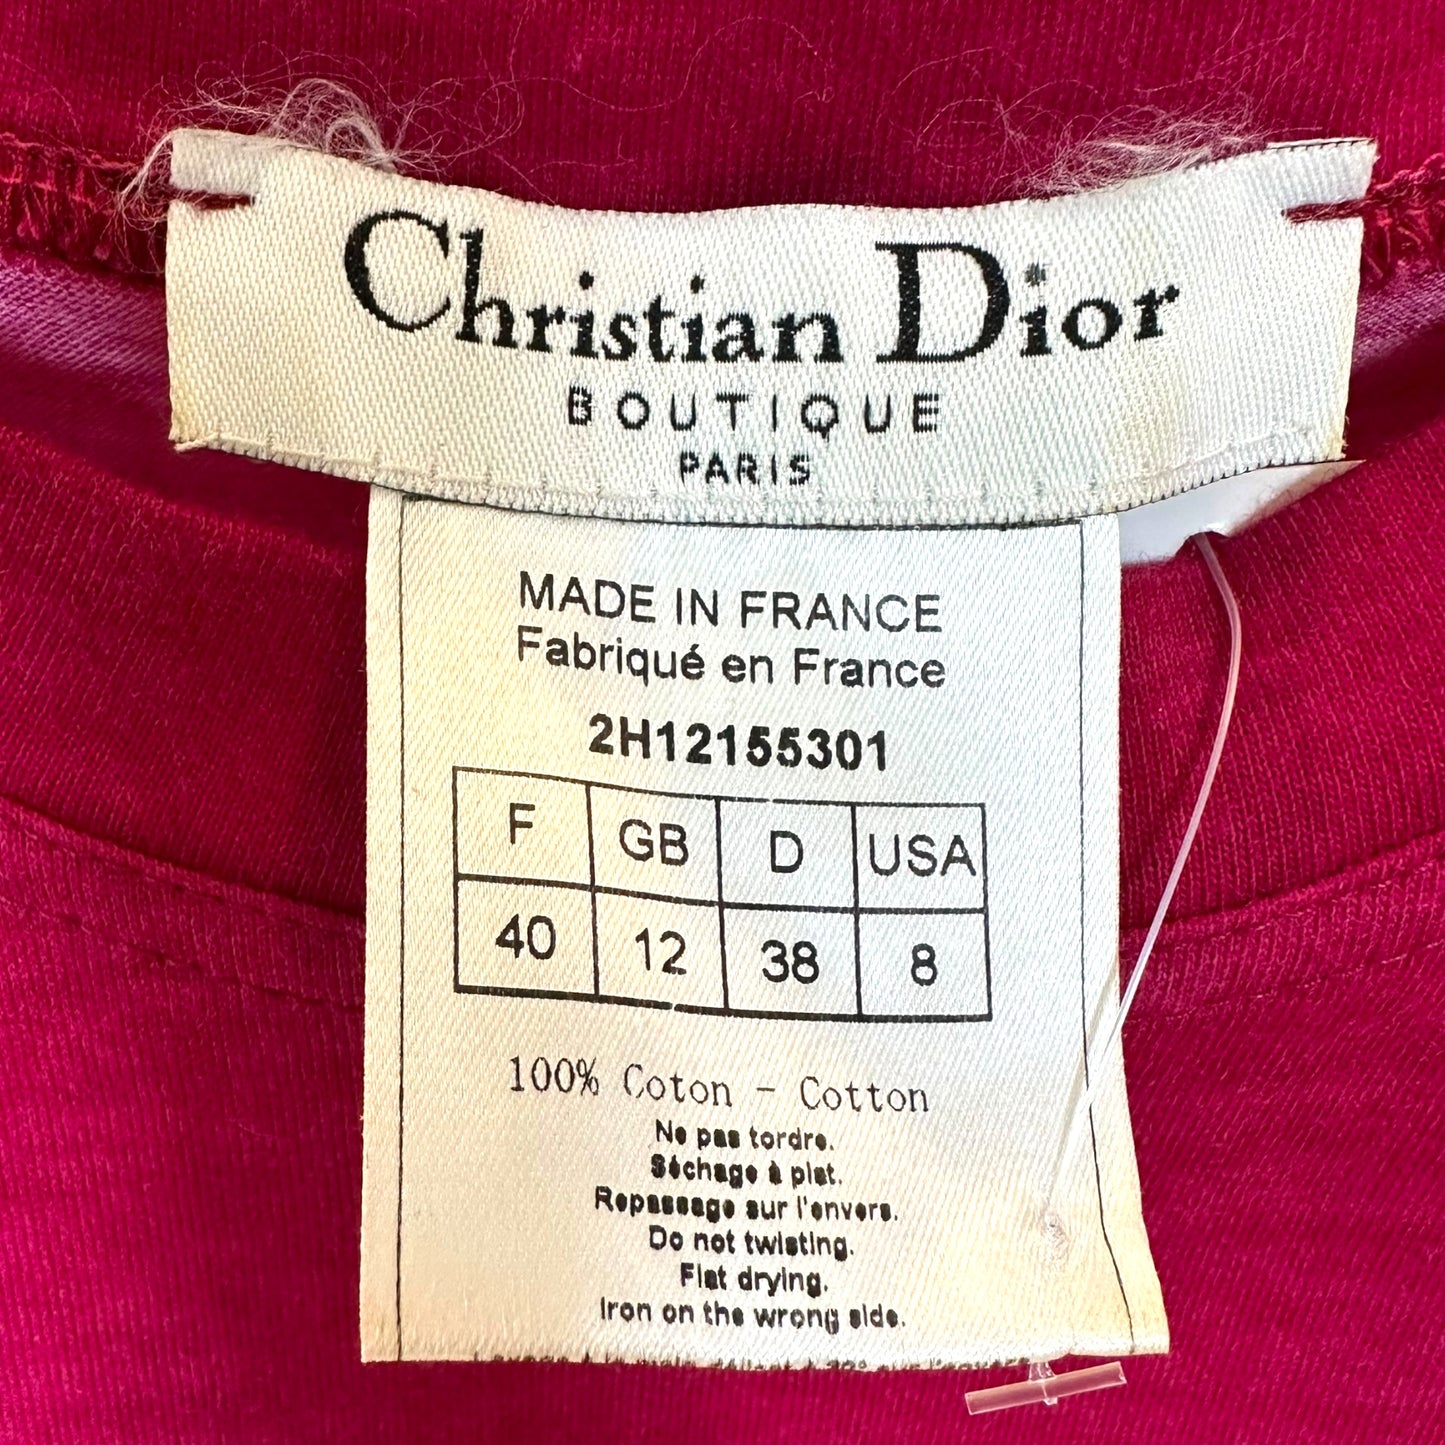 Christian Dior
BOUTIQUE
PARIS
MADE IN FRANCE
Fabriqué en France
2H12155301
F GB D USA
40 12 38 8
100% Coton - Cotton
Ne pas tordre.
Séchage à plat.
Repassage sur l'envers.
Do not twisting.
Flat drying.
Iron on the wrong side.